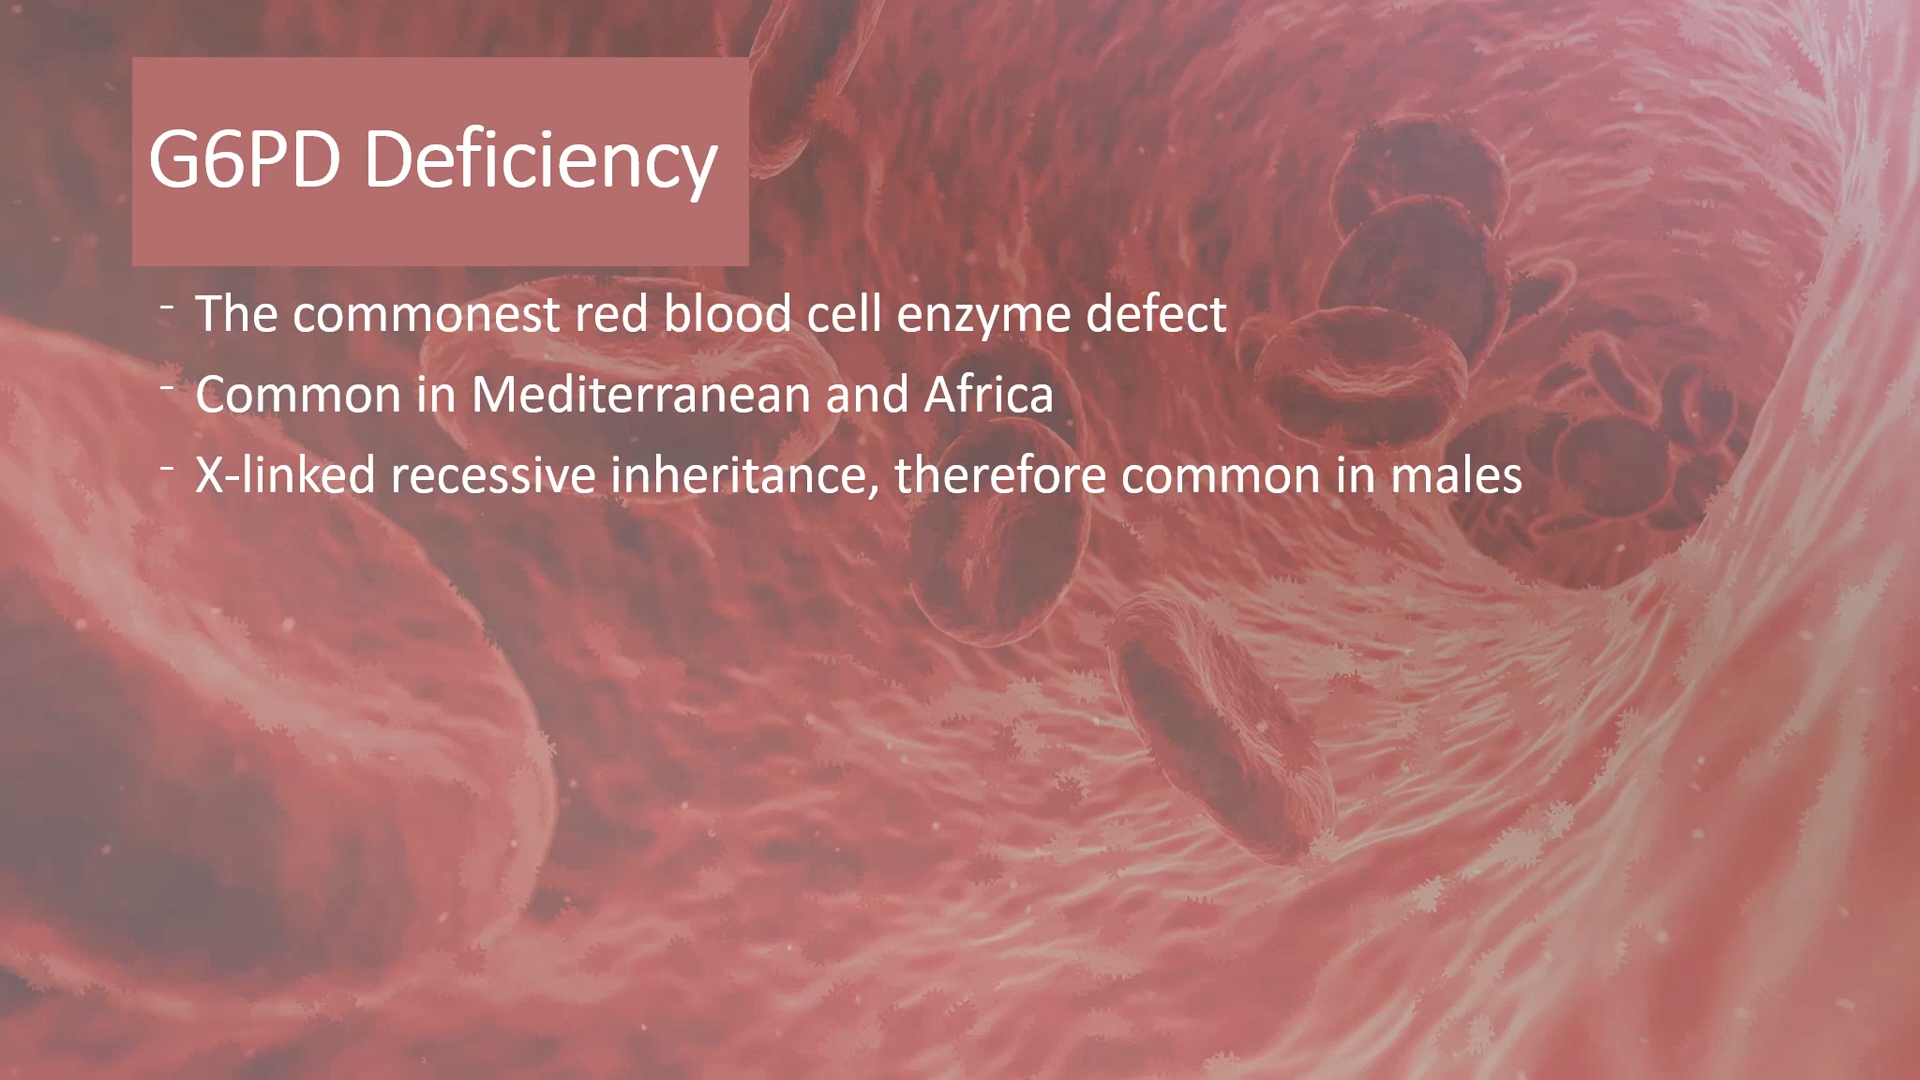 G6PD Deficiency
- The commonest red blood cell enzyme defect
- Common in Mediterranean and Africa
- X-linked recessive inheritance, therefore common in males